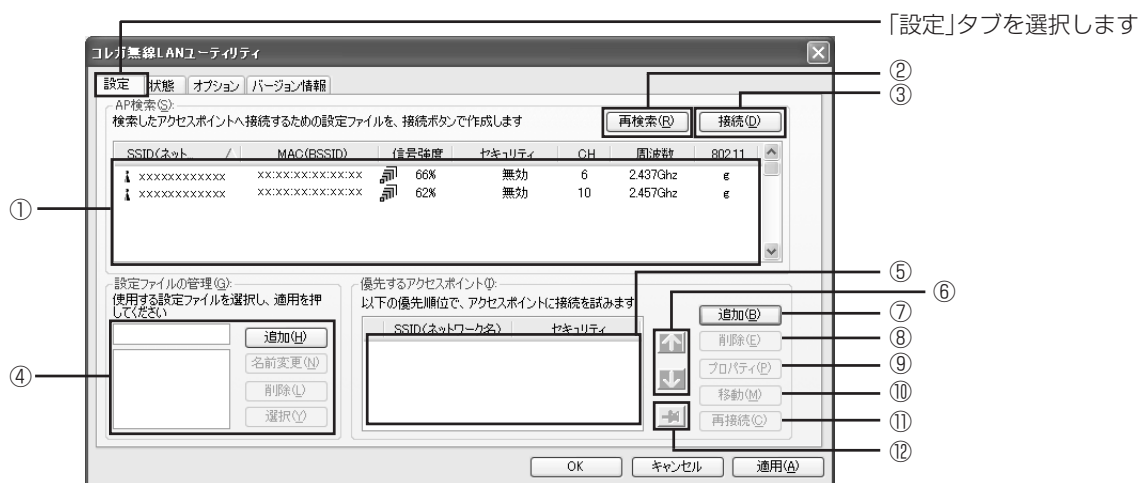 「設定」タブを選択します
コレガ無線LANユーティリティ
設定 状態 オプション バージョン情報
②
③
AP検索(S):
検索したアクセスポイントへ接続するための設定ファイルを、接続ボタンで作成します
再検索(R) 接続(D)
SSID(ネット... / MAC(BSSID) 信号強度 セキュリティ CH 周波数 802.11
xxxxxxxxxxxx xx:xx:xx:xx:xx:xx 66% 無効 6 2.437Ghz g
xxxxxxxxxxxx xx:xx:xx:xx:xx:xx 62% 無効 10 2.457Ghz g
①
設定ファイルの管理(G):
使用する設定ファイルを選択し、適用を押
してください
追加(H)
名前変更(N)
削除(L)
選択(Y)
④
優先するアクセスポイント(I):
以下の優先順位で、アクセスポイントに接続を試みます
SSID(ネットワーク名) セキュリティ
⑤
⑥
追加(B) ⑦
削除(E) ⑧
プロパティ(P) ⑨
移動(M) ⑩
再接続(C) ⑪
⑫
OK キャンセル 適用(A)